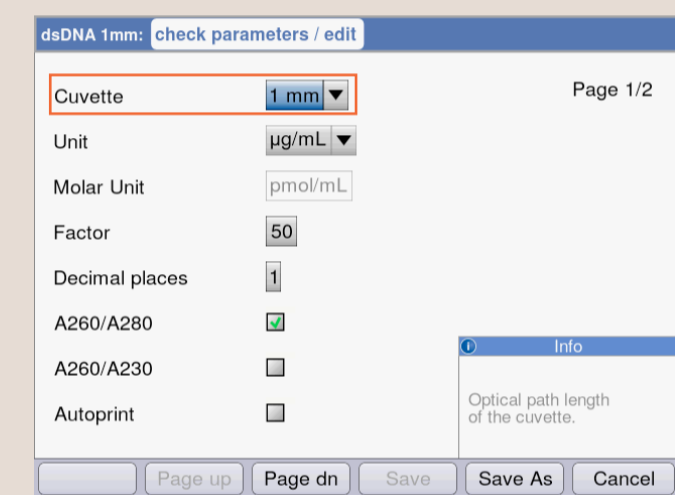 dsDNA 1mm: check parameters / edit
Cuvette 1 mm Page 1/2
Unit µg/mL
Molar Unit pmol/mL
Factor 50
Decimal places 1
A260/A280
A260/A230
Autoprint
Info
Optical path length
of the cuvette.
Page up Page dn Save Save As Cancel